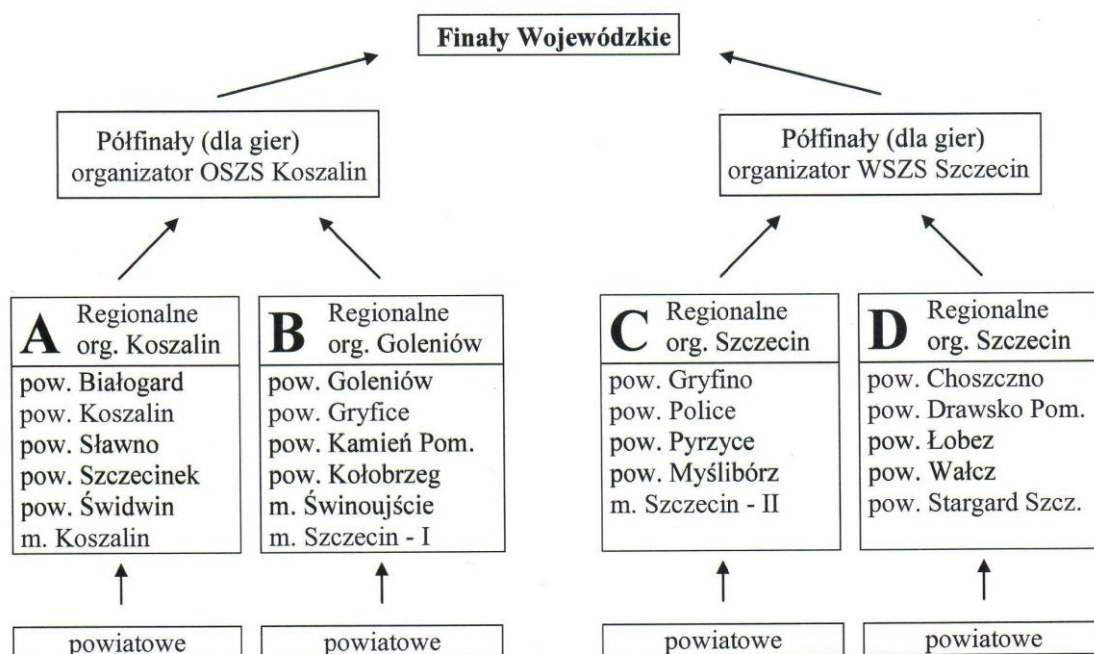 Finały Wojewódzkie
Półfinały (dla gier)
organizator OSZS Koszalin
Półfinały (dla gier)
organizator WSZS Szczecin
A Regionalne
org. Koszalin
pow. Białogard
pow. Koszalin
pow. Sławno
pow. Szczecinek
pow. Świdwin
m. Koszalin
B Regionalne
org. Goleniów
pow. Goleniów
pow. Gryfice
pow. Kamień Pom.
pow. Kołobrzeg
m. Świnoujście
m. Szczecin - I
C Regionalne
org. Szczecin
pow. Gryfino
pow. Police
pow. Pyrzyce
pow. Myślibórz
m. Szczecin - II
D Regionalne
org. Szczecin
pow. Choszczno
pow. Drawsko Pom.
pow. Łobez
pow. Wałcz
pow. Stargard Szcz.
powiatowe
powiatowe
powiatowe
powiatowe